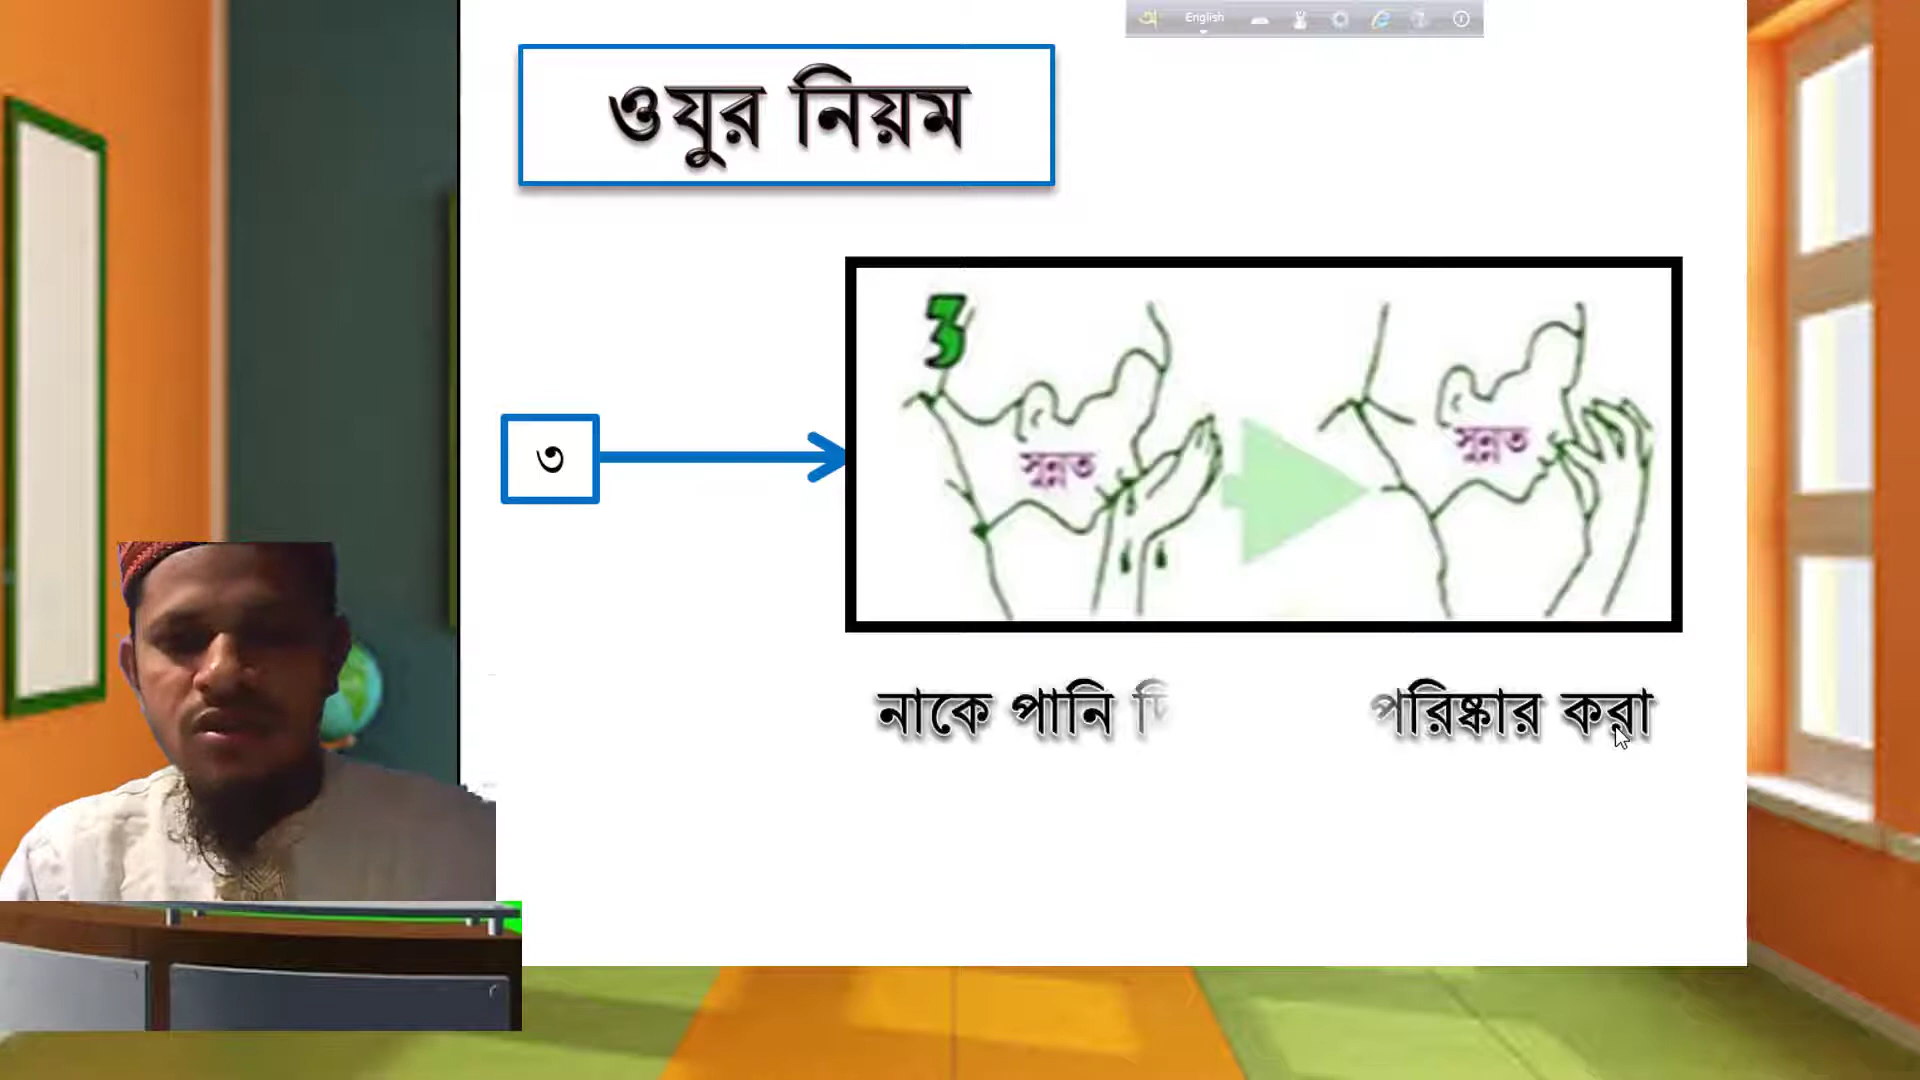 English
ওযুর নিয়ম
3
সুন্নত
সুন্নত
৩
নাকে পানি
পরিষ্কার করা